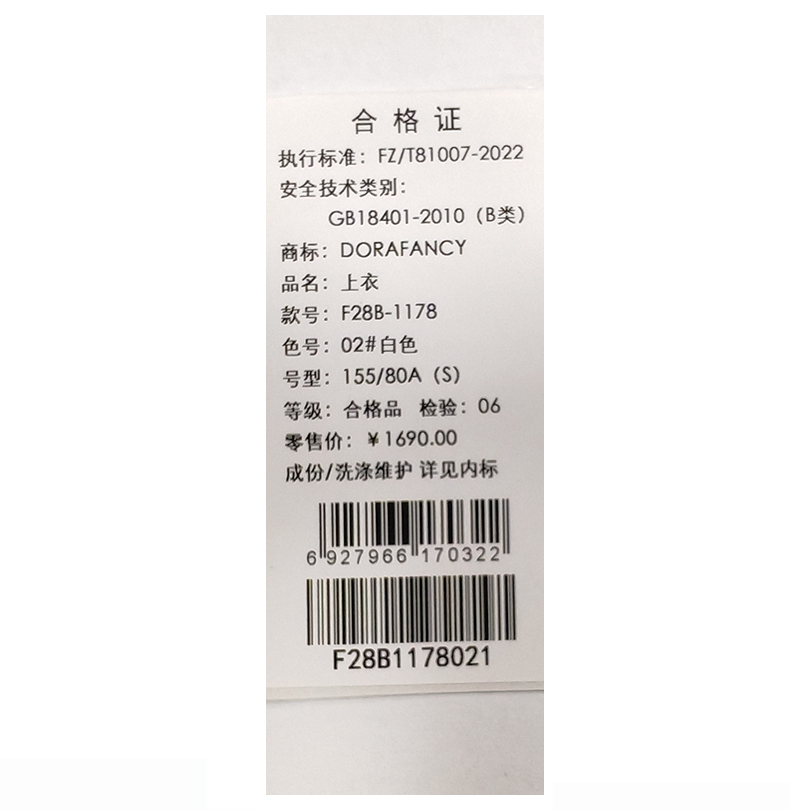 合格证
执行标准：FZ/T81007-2022
安全技术类别：
GB18401-2010（B类）
商标：DORAFANCY
品名：上衣
款号：F28B-1178
色号：02#白色
号型：155/80A（S）
等级：合格品 检验：06
零售价：￥1690.00
成份/洗涤维护 详见内标
6 927966 170322
F28B1178021